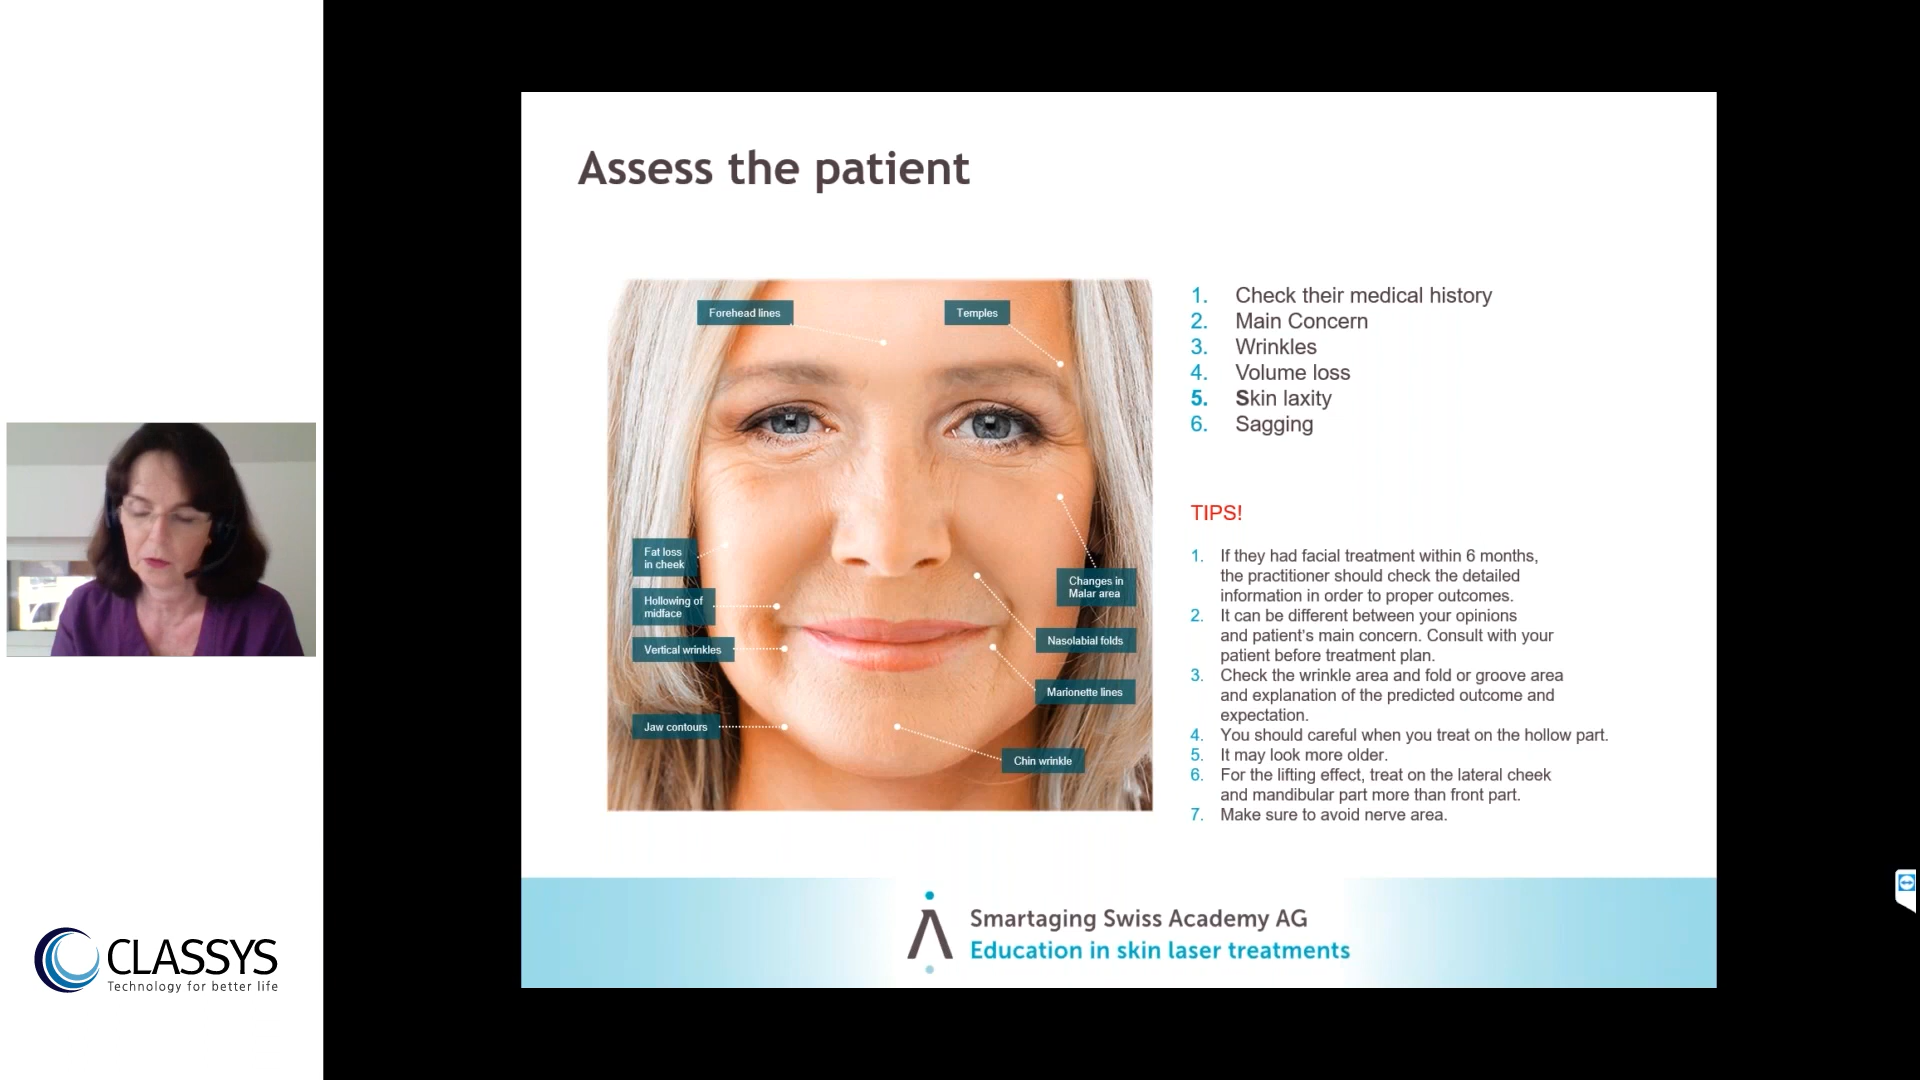 Assess the patient
Forehead lines
Temples
Fat loss
in cheek
Hollowing of
midface
Vertical wrinkles
Jaw contours
Changes in
Malar area
Nasolabial folds
Marionette lines
Chin wrinkle
1. Check their medical history
2. Main Concern
3. Wrinkles
4. Volume loss
5. Skin laxity
6. Sagging
TIPS!
1. If they had facial treatment within 6 months,
the practitioner should check the detailed
information in order to proper outcomes.
2. It can be different between your opinions
and patient's main concern. Consult with your
patient before treatment plan.
3. Check the wrinkle area and fold or groove area
and explanation of the predicted outcome and
expectation.
4. You should careful when you treat on the hollow part.
5. It may look more older.
6. For the lifting effect, treat on the lateral cheek
and mandibular part more than front part.
7. Make sure to avoid nerve area.
Smartaging Swiss Academy AG
Education in skin laser treatments
CLASSYS
Technology for better life